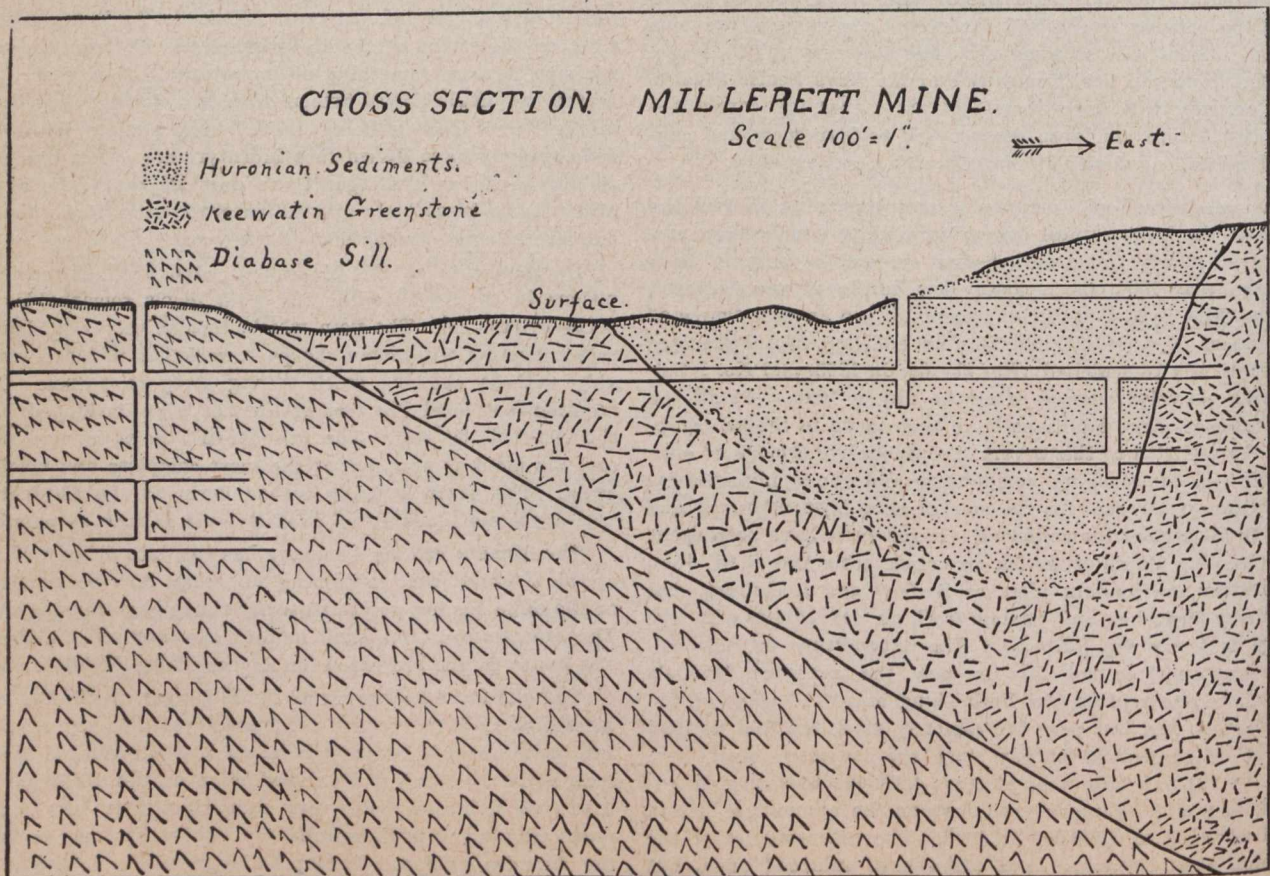 CROSS SECTION. MILLERETT MINE.
Scale 100'=1".
East.
Huronian Sediments.
Keewatin Greenstone
Diabase Sill.
Surface.